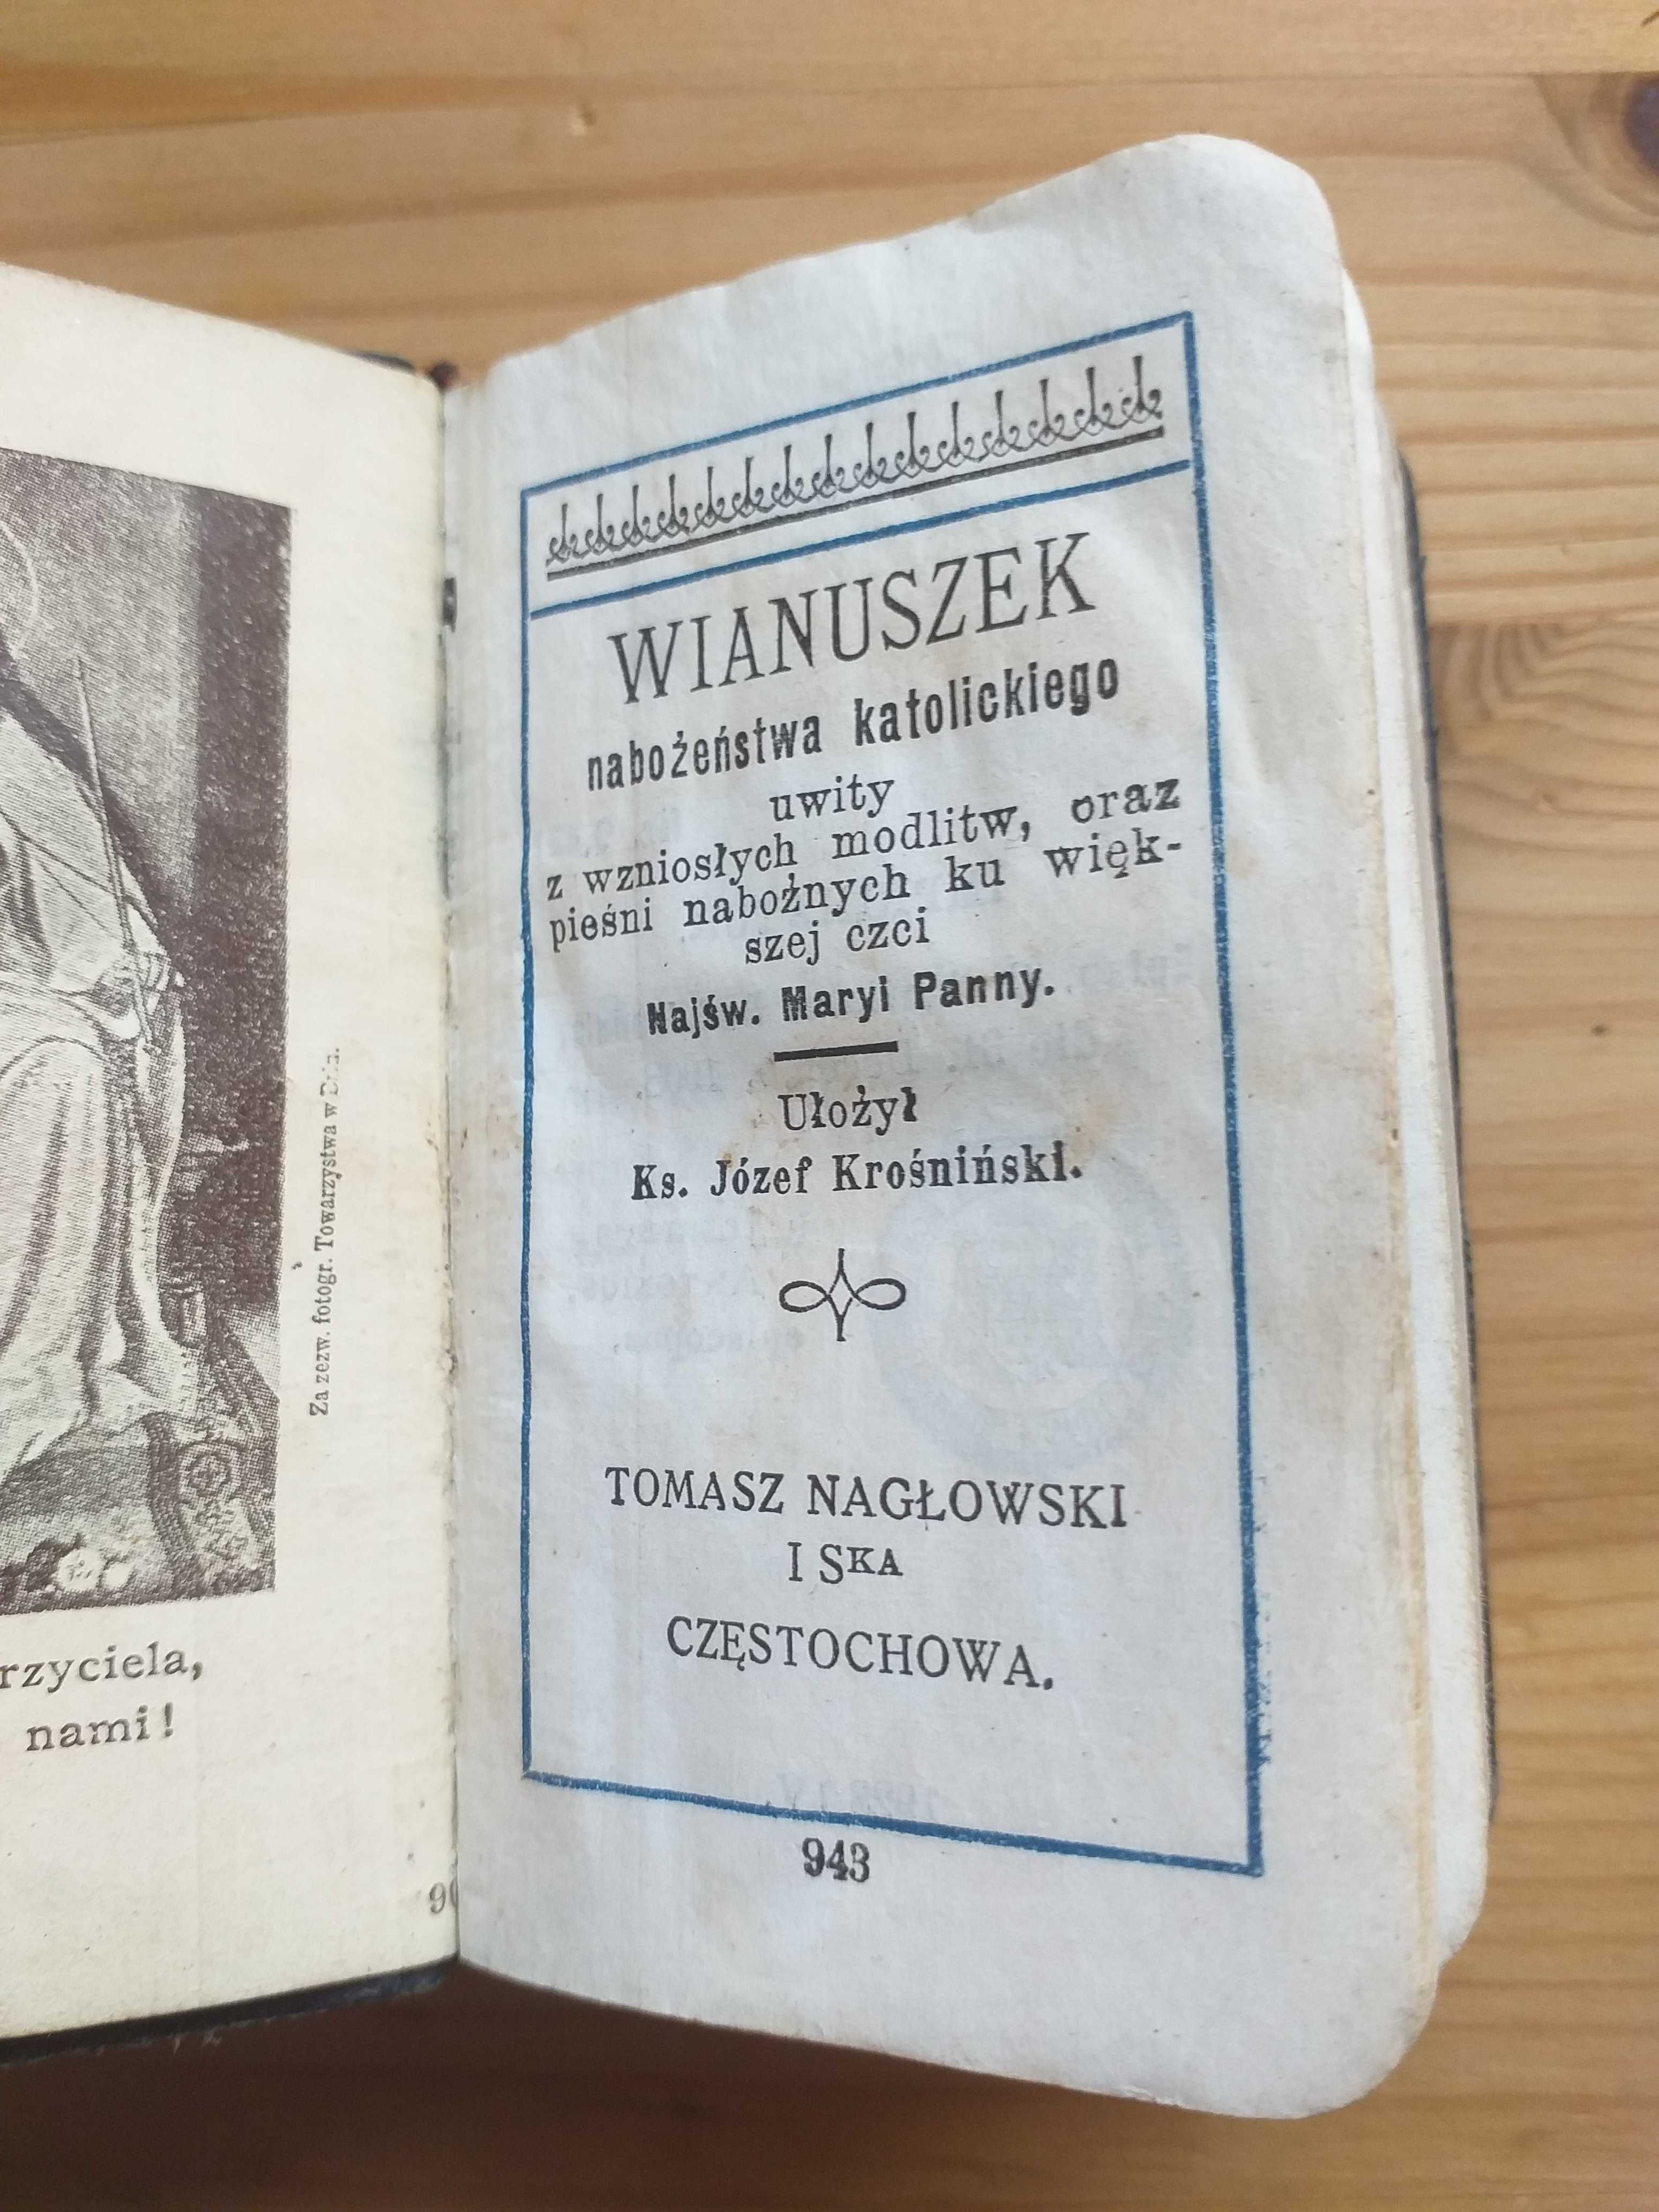 Za zezw. fotogr. Towarzystwa w
rzyciela,
nami!
WIANUSZEK
nabożeństwa katolickiego
uwity
z wzniosłych modlitw, oraz
pieśni nabożnych ku więk-
szej czci
Najśw. Maryi Panny.
Ułożył
Ks. Józef Krośniński.
TOMASZ NAGŁOWSKI
I SKA
CZĘSTOCHOWA.
943